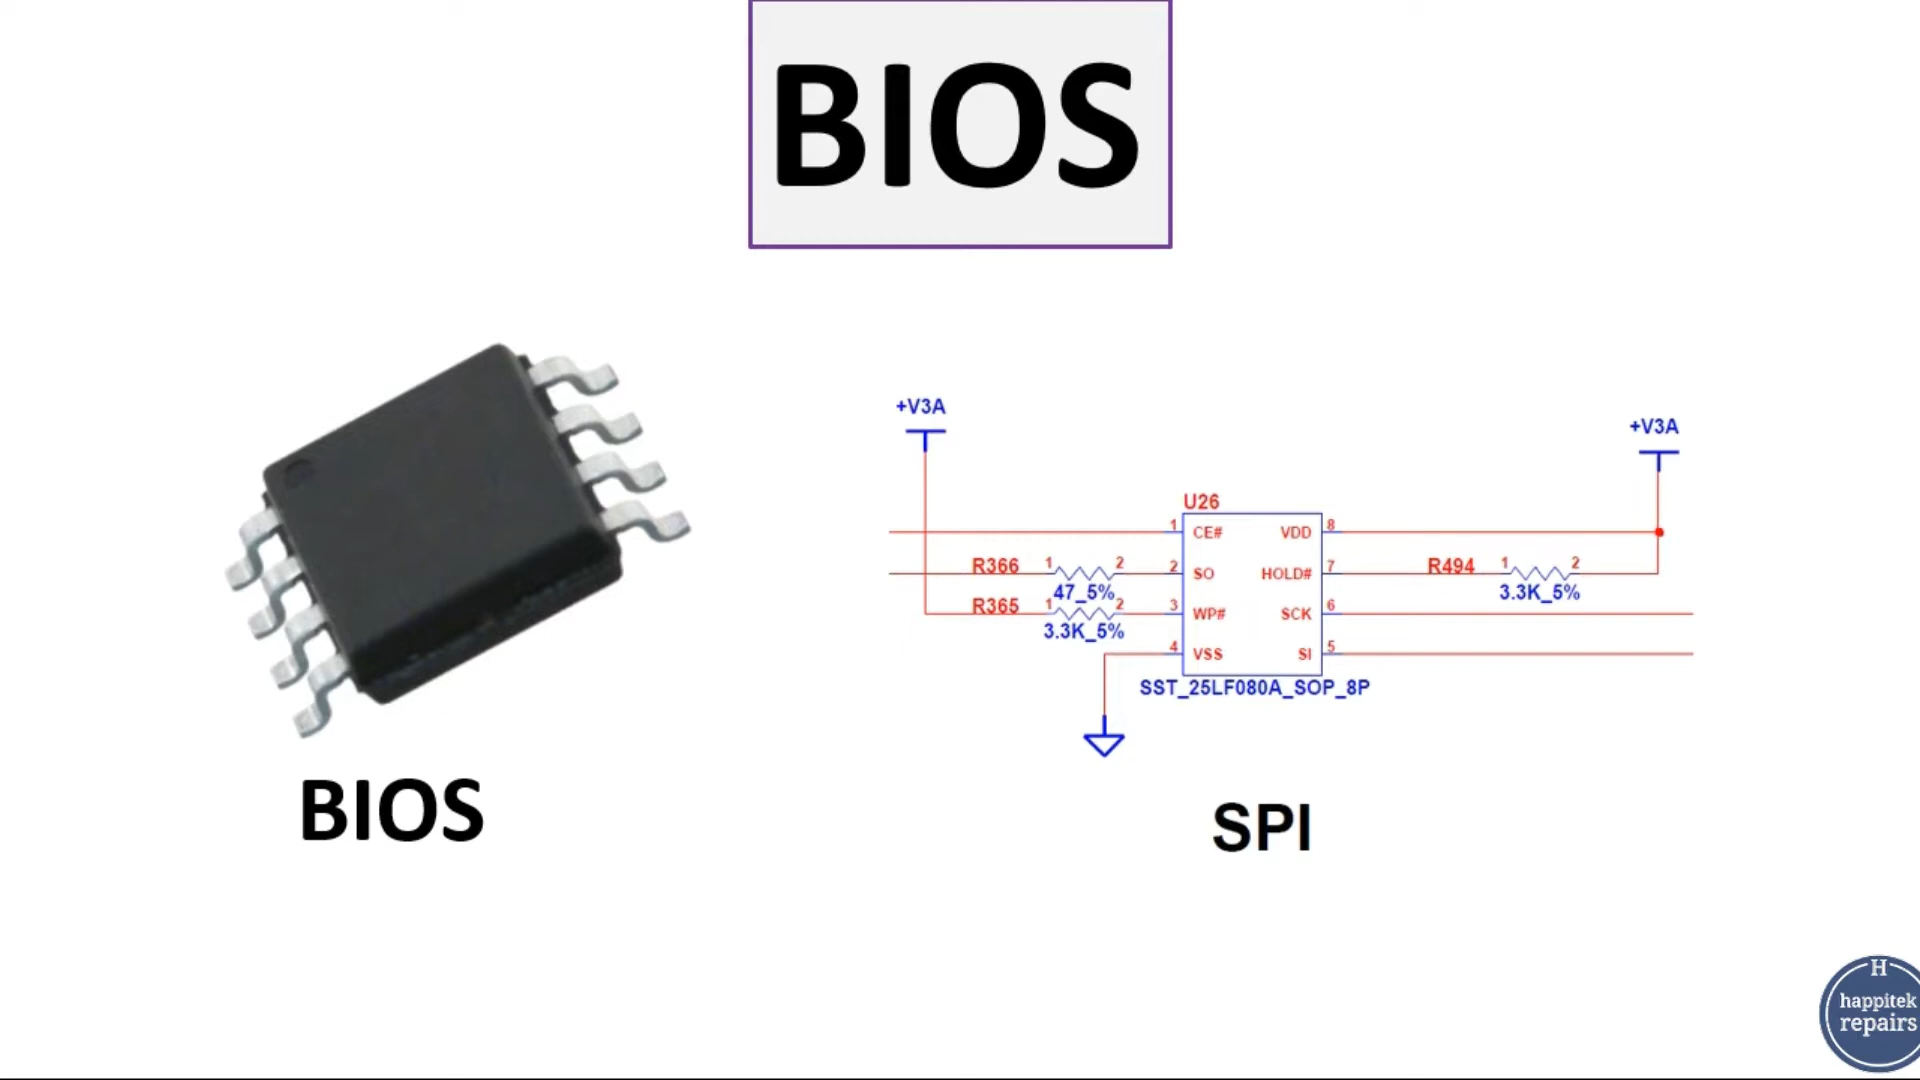 BIOS
+V3A
+V3A
U26
1 CE# VDD 8
R366 1 2 2 SO HOLD# 7 R494 1 2
47_5% 3.3K_5%
R365 1 2 3 WP# SCK 6
3.3K_5%
4 VSS SI 5
SST_25LF080A_SOP_8P
BIOS
SPI
H
happitek
repairs